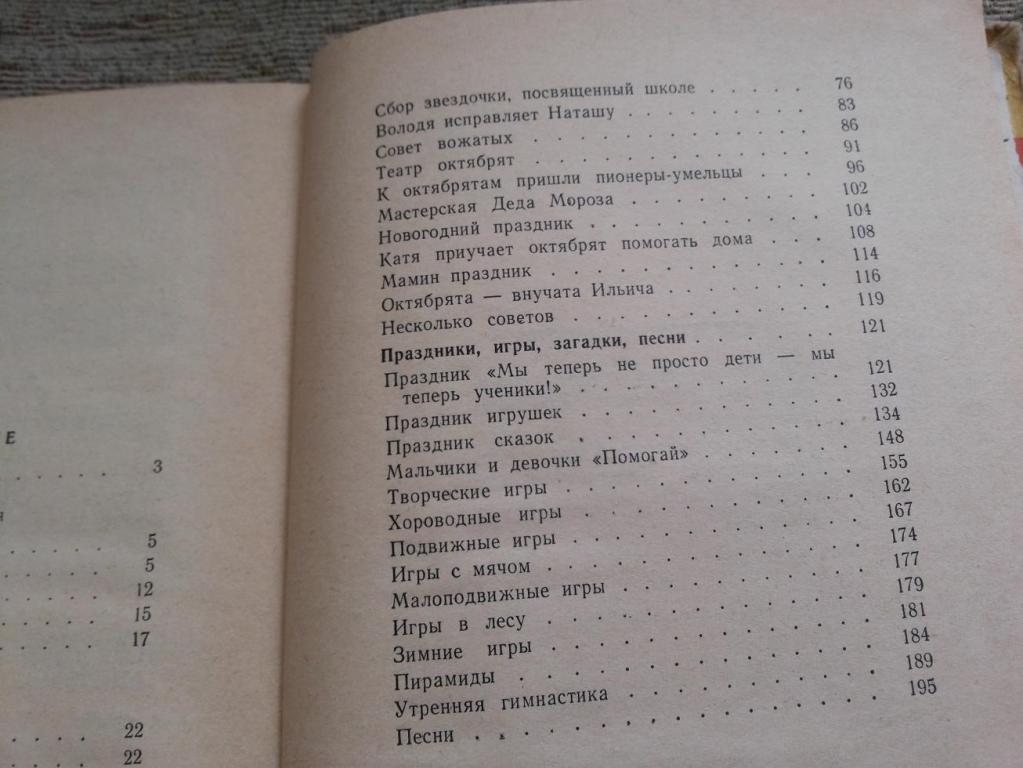 Е
3
5
5
12
15
17
22
22
Сбор звездочки, посвященный школе . . . . . 76
Володя исправляет Наташу . . . . . . . . 83
Совет вожатых . . . . . . . . . . . . 86
Театр октябрят . . . . . . . . . . . . 91
К октябрятам пришли пионеры-умельцы . . . 96
Мастерская Деда Мороза . . . . . . . . 102
Новогодний праздник . . . . . . . . . . 104
Катя приучает октябрят помогать дома . . . 108
Мамин праздник . . . . . . . . . . . . 114
Октябрята — внучата Ильича . . . . . . . 116
Несколько советов . . . . . . . . . . . 119
Праздники, игры, загадки, песни . . . . . . 121
Праздник «Мы теперь не просто дети — мы
теперь ученики!» . . . . . . . . . . . 121
Праздник игрушек . . . . . . . . . . . 132
Праздник сказок . . . . . . . . . . . . 134
Мальчики и девочки «Помогай» . . . . . . 148
Творческие игры . . . . . . . . . . . . 155
Хороводные игры . . . . . . . . . . . . 162
Подвижные игры . . . . . . . . . . . . 167
Игры с мячом . . . . . . . . . . . . . 174
Малоподвижные игры . . . . . . . . . . 177
Игры в лесу . . . . . . . . . . . . . 179
Зимние игры . . . . . . . . . . . . . 181
Пирамиды . . . . . . . . . . . . . . 184
Утренняя гимнастика . . . . . . . . . . 189
Песни . . . . . . . . . . . . . . . . 195